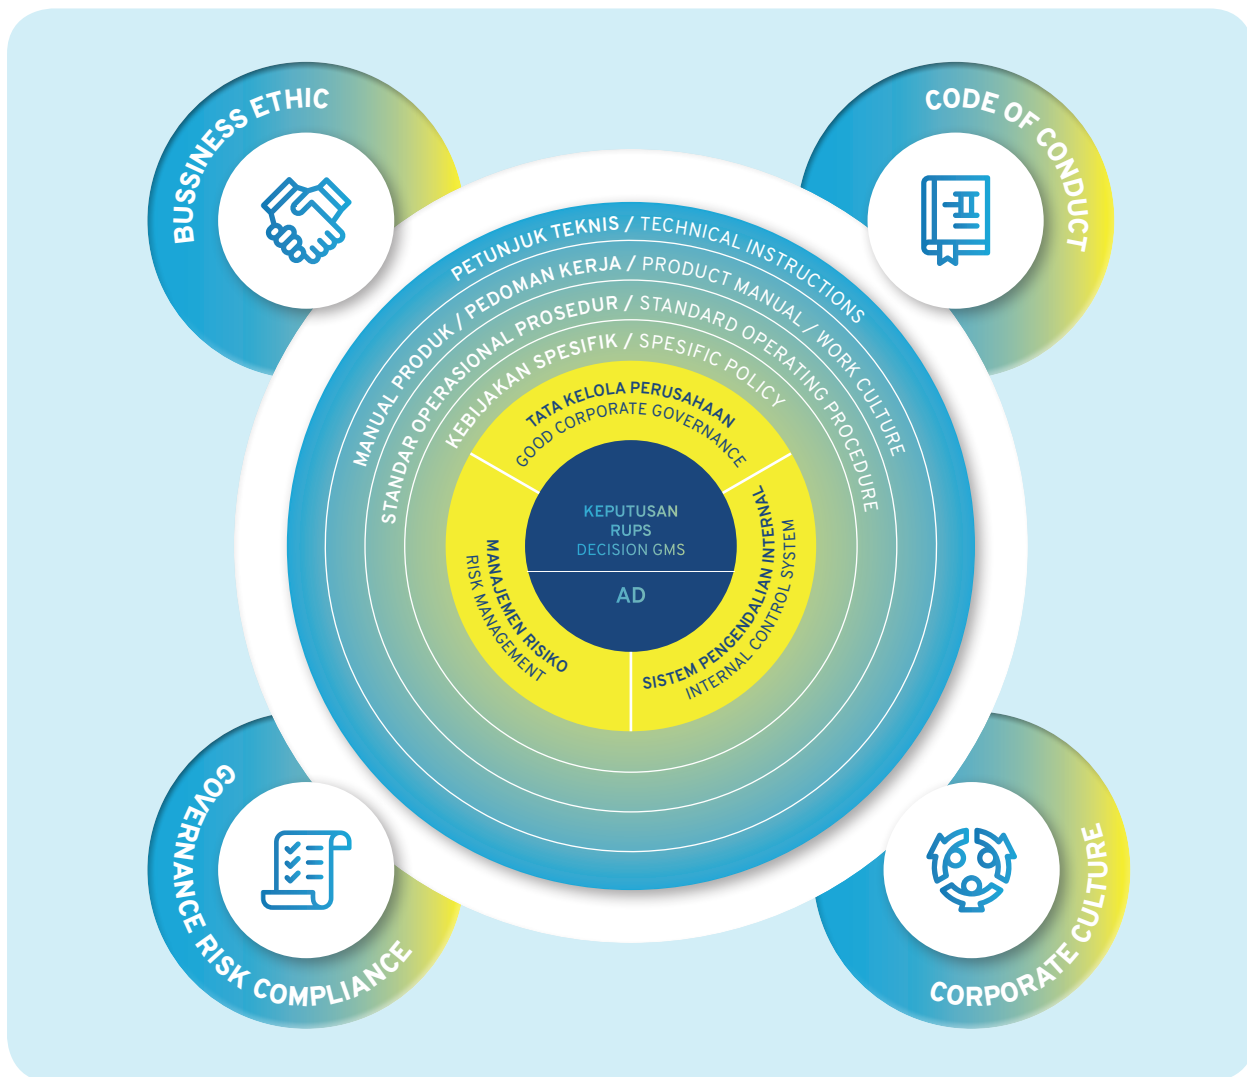 BUSSINESS ETHIC
CODE OF CONDUCT
PETUNJUK TEKNIS / TECHNICAL INSTRUCTIONS
MANUAL PRODUK / PEDOMAN KERJA / PRODUCT MANUAL / WORK CULTURE
STANDAR OPERASIONAL PROSEDUR / STANDARD OPERATING PROCEDURE
KEBIJAKAN SPESIFIK / SPESIFIC POLICY
TATA KELOLA PERUSAHAAN
GOOD CORPORATE GOVERNANCE
KEPUTUSAN
RUPS
DECISION GMS
AD
MANAJEMEN RISIKO
RISK MANAGEMENT
SISTEM PENGENDALIAN INTERNAL
INTERNAL CONTROL SYSTEM
GOVERNANCE RISK COMPLIANCE
CORPORATE CULTURE